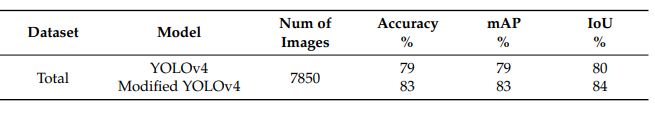 Dataset Model Num of Images Accuracy % mAP % IoU %
Total YOLOv4 7850 79 79 80
Modified YOLOv4 83 83 84